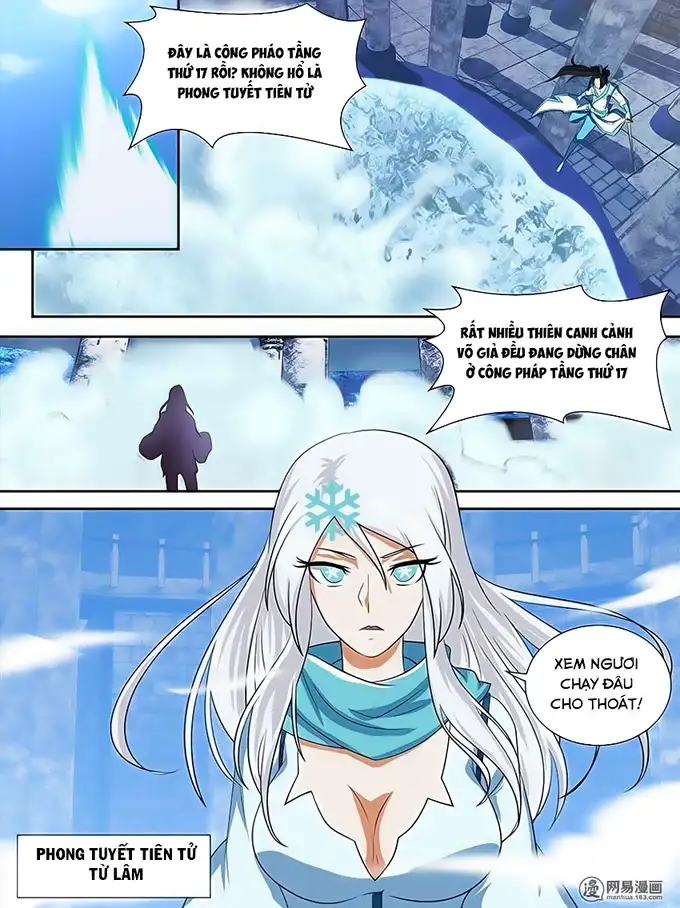 ĐÂY LÀ CÔNG PHÁO TẦNG
THỨ 17 RỒI? KHÔNG HỔ LÀ
PHONG TUYẾT TIÊN TỬ
RẤT NHIỀU THIÊN CANH CẢNH
VÕ GIẢ ĐỀU ĐANG DỪNG CHÂN
Ở CÔNG PHÁP TẦNG THỨ 17
XEM NGƯƠI
CHẠY ĐÂU
CHO THOÁT!
PHONG TUYẾT TIÊN TỬ
TỪ LÂM
网易漫画
manhua.163.com